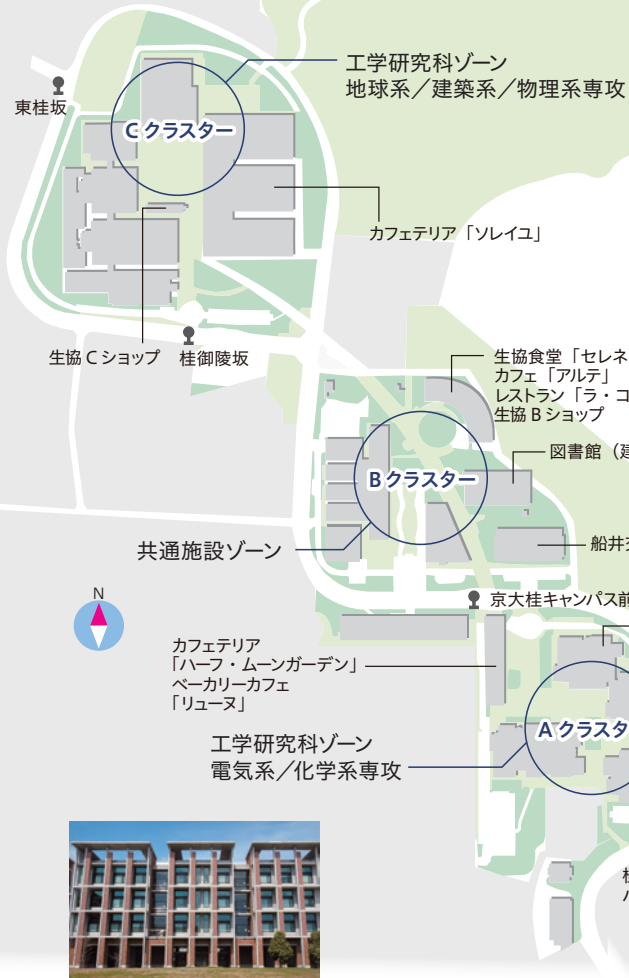 工学研究科ゾーン
地球系／建築系／物理系専攻
東桂坂
Cクラスター
カフェテリア「ソレイユ」
生協Cショップ
桂御陵坂
生協食堂「セレネ
カフェ「アルテ」
レストラン「ラ・コ
生協Bショップ
図書館（建
Bクラスター
船井交
共通施設ゾーン
京大桂キャンパス前
N
カフェテリア
「ハーフ・ムーンガーデン」
ベーカリーカフェ
「リューヌ」
Aクラスタ
工学研究科ゾーン
電気系／化学系専攻